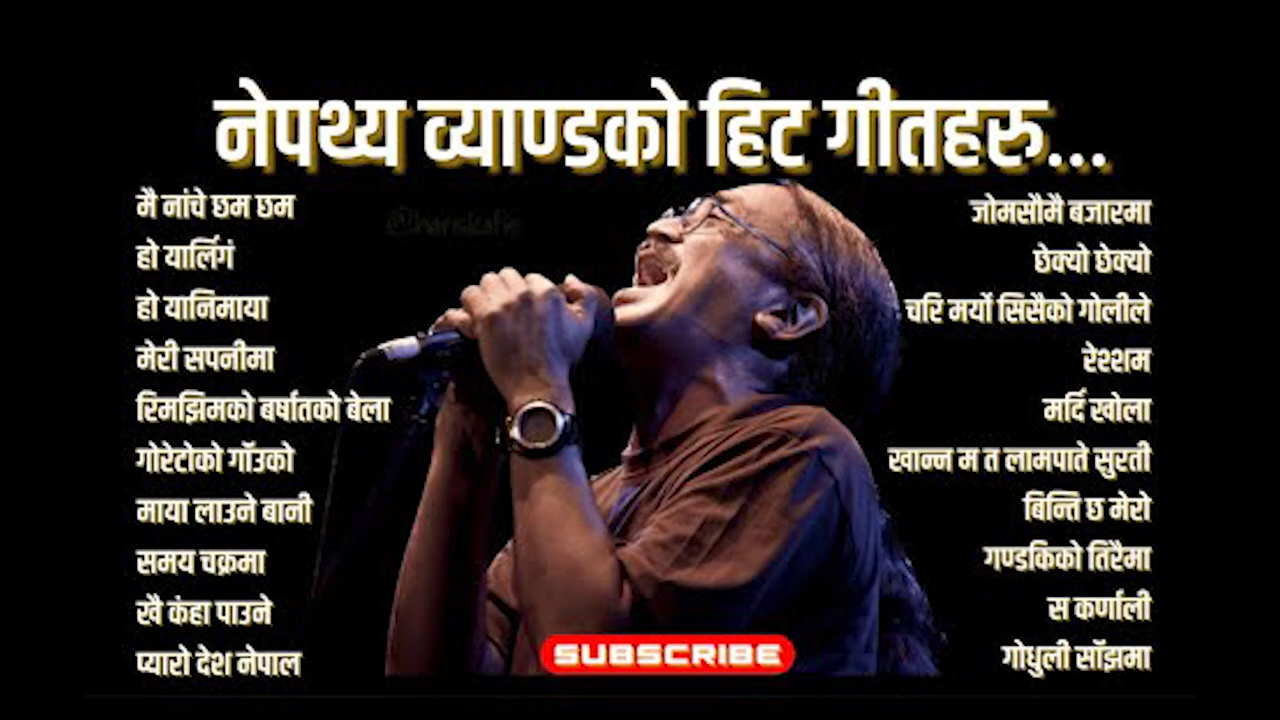 नेपथ्य ब्याण्डको हिट गीतहरु...
मै नांचे छम छम
हो यार्लिगं
हो यानिमाया
मेरी सपनीमा
रिमझिमको बर्षातको बेला
गोरेटोको गाँउको
माया लाउने बानी
समय चक्रमा
खै कंहा पाउने
प्यारो देश नेपाल
जोमसौमै बजारमा
छेक्यो छेक्यो
चरि मर्यो सिसैको गोलीले
रेश्शम
मर्दि खोला
खान्न म त लामपाते सुरती
बिन्ति छ मेरो
गण्डकिको तिरैमा
स कर्णाली
गोधुली साँझमा
SUBSCRIBE